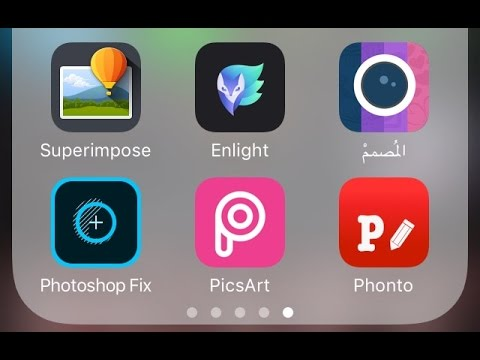 Superimpose
Enlight
المُصممْ
Photoshop Fix
PicsArt
Phonto